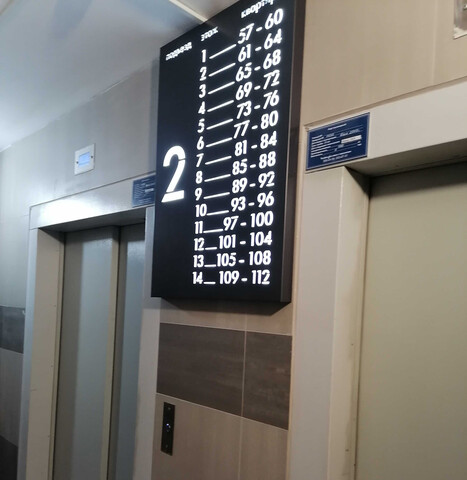 подъезд этаж квартиры
2
1 57 - 60
2 61 - 64
3 65 - 68
4 69 - 72
5 73 - 76
6 77 - 80
7 81 - 84
8 85 - 88
9 89 - 92
10 93 - 96
11 97 - 100
12 101 - 104
13 105 - 108
14 109 - 112